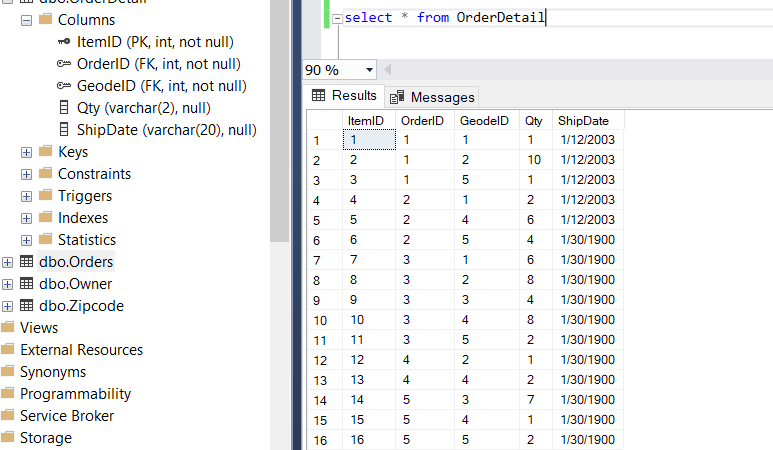 dbo.OrderDetail
Columns
ItemID (PK, int, not null)
OrderID (FK, int, not null)
GeodeID (FK, int, not null)
Qty (varchar(2), null)
ShipDate (varchar(20), null)
Keys
Constraints
Triggers
Indexes
Statistics
dbo.Orders
dbo.Owner
dbo.Zipcode
Views
External Resources
Synonyms
Programmability
Service Broker
Storage
select * from OrderDetail
90 %
Results Messages
ItemID OrderID GeodeID Qty ShipDate
1 1 1 1 1 1/12/2003
2 2 1 2 10 1/12/2003
3 3 1 5 1 1/12/2003
4 4 2 1 2 1/12/2003
5 5 2 4 6 1/12/2003
6 6 2 5 4 1/30/1900
7 7 3 1 6 1/30/1900
8 8 3 2 8 1/30/1900
9 9 3 3 4 1/30/1900
10 10 3 4 8 1/30/1900
11 11 3 5 2 1/30/1900
12 12 4 2 1 1/30/1900
13 13 4 4 2 1/30/1900
14 14 5 3 7 1/30/1900
15 15 5 4 1 1/30/1900
16 16 5 5 2 1/30/1900